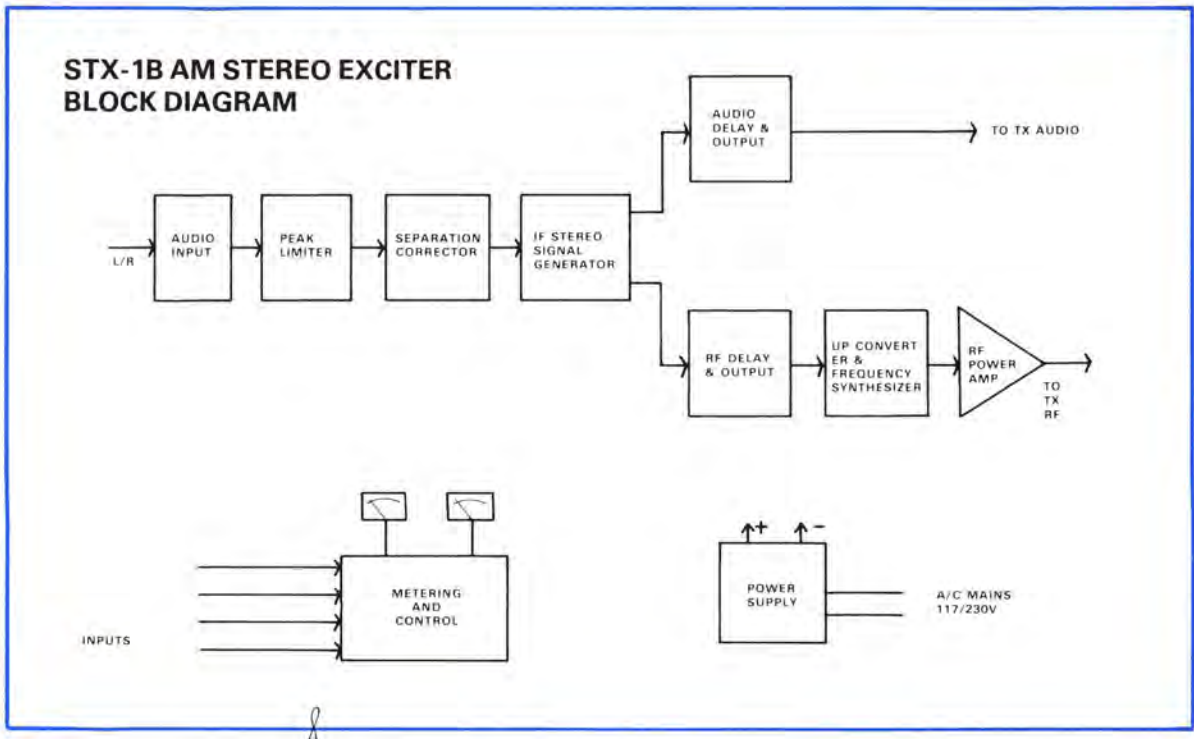 STX-1B AM STEREO EXCITER
BLOCK DIAGRAM
AUDIO
DELAY &
OUTPUT
TO TX AUDIO
L/R
AUDIO
INPUT
PEAK
LIMITER
SEPARATION
CORRECTOR
IF STEREO
SIGNAL
GENERATOR
RF DELAY
& OUTPUT
UP CONVERT
ER &
FREQUENCY
SYNTHESIZER
RF
POWER
AMP
TO
TX
RF
INPUTS
METERING
AND
CONTROL
+ -
POWER
SUPPLY
A/C MAINS
117/230V